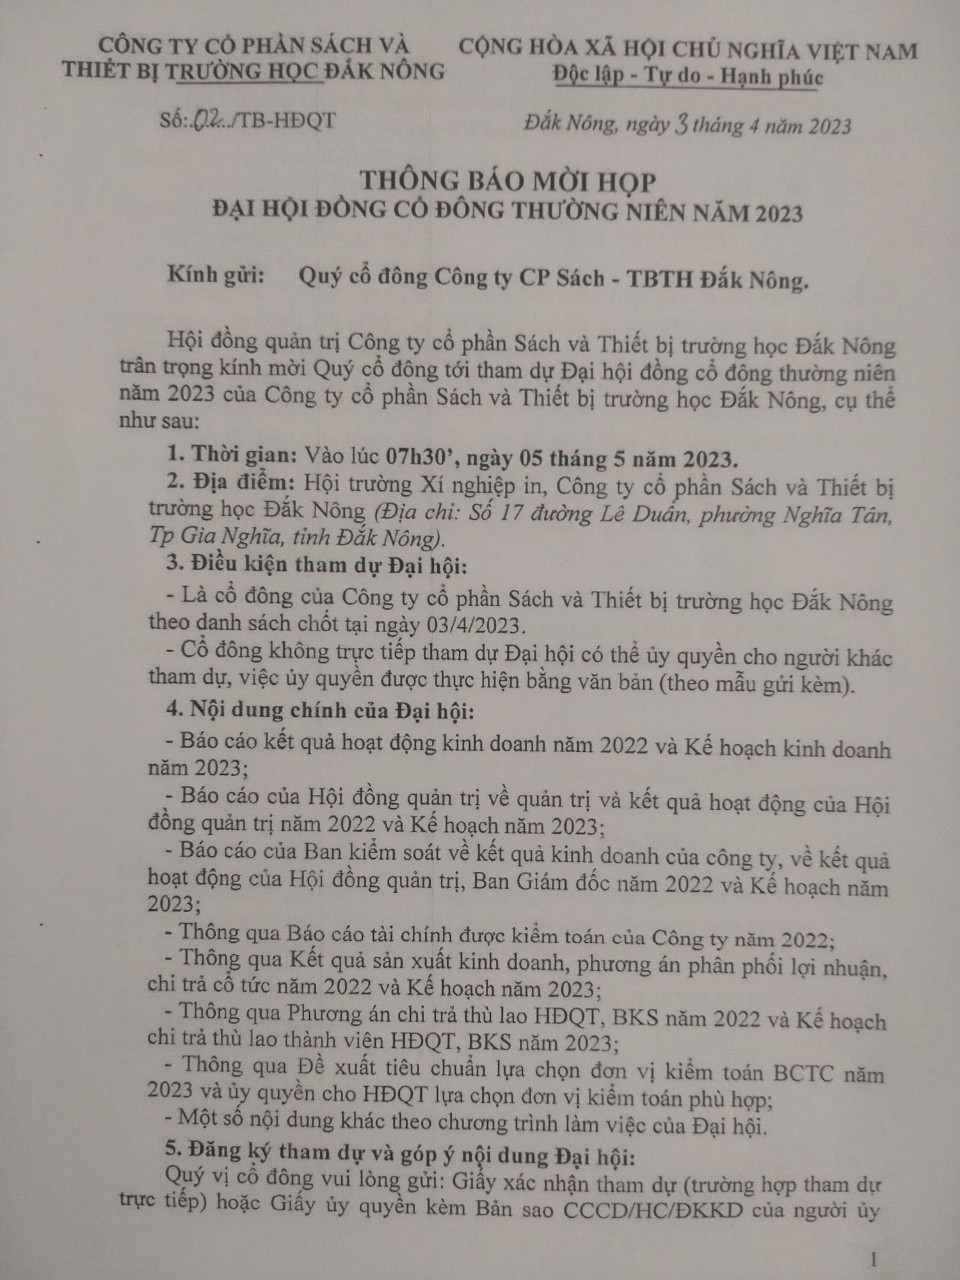 CÔNG TY CỔ PHẦN SÁCH VÀ
THIẾT BỊ TRƯỜNG HỌC ĐẮK NÔNG
CỘNG HÒA XÃ HỘI CHỦ NGHĨA VIỆT NAM
Độc lập - Tự do - Hạnh phúc
Số:.02../TB-HĐQT
Đắk Nông, ngày 3 tháng 4 năm 2023
THÔNG BÁO MỜI HỌP
ĐẠI HỘI ĐỒNG CỔ ĐÔNG THƯỜNG NIÊN NĂM 2023
Kính gửi: Quý cổ đông Công ty CP Sách - TBTH Đắk Nông.
Hội đồng quản trị Công ty cổ phần Sách và Thiết bị trường học Đắk Nông
trân trọng kính mời Quý cổ đông tới tham dự Đại hội đồng cổ đông thường niên
năm 2023 của Công ty cổ phần Sách và Thiết bị trường học Đắk Nông, cụ thể
như sau:
1. Thời gian: Vào lúc 07h30’, ngày 05 tháng 5 năm 2023.
2. Địa điểm: Hội trường Xí nghiệp in, Công ty cổ phần Sách và Thiết bị
trường học Đắk Nông (Địa chỉ: Số 17 đường Lê Duẩn, phường Nghĩa Tân,
Tp Gia Nghĩa, tỉnh Đắk Nông).
3. Điều kiện tham dự Đại hội:
- Là cổ đông của Công ty cổ phần Sách và Thiết bị trường học Đắk Nông
theo danh sách chốt tại ngày 03/4/2023.
- Cổ đông không trực tiếp tham dự Đại hội có thể ủy quyền cho người khác
tham dự, việc ủy quyền được thực hiện bằng văn bản (theo mẫu gửi kèm).
4. Nội dung chính của Đại hội:
- Báo cáo kết quả hoạt động kinh doanh năm 2022 và Kế hoạch kinh doanh
năm 2023;
- Báo cáo của Hội đồng quản trị về quản trị và kết quả hoạt động của Hội
đồng quản trị năm 2022 và Kế hoạch năm 2023;
- Báo cáo của Ban kiểm soát về kết quả kinh doanh của công ty, về kết quả
hoạt động của Hội đồng quản trị, Ban Giám đốc năm 2022 và Kế hoạch năm
2023;
- Thông qua Báo cáo tài chính được kiểm toán của Công ty năm 2022;
- Thông qua Kết quả sản xuất kinh doanh, phương án phân phối lợi nhuận,
chi trả cổ tức năm 2022 và Kế hoạch năm 2023;
- Thông qua Phương án chi trả thù lao HĐQT, BKS năm 2022 và Kế hoạch
chi trả thù lao thành viên HĐQT, BKS năm 2023;
- Thông qua Đề xuất tiêu chuẩn lựa chọn đơn vị kiểm toán BCTC năm
2023 và ủy quyền cho HĐQT lựa chọn đơn vị kiểm toán phù hợp;
- Một số nội dung khác theo chương trình làm việc của Đại hội.
5. Đăng ký tham dự và góp ý nội dung Đại hội:
Quý vị cổ đông vui lòng gửi: Giấy xác nhận tham dự (trường hợp tham dự
trực tiếp) hoặc Giấy ủy quyền kèm Bản sao CCCD/HC/ĐKKD của người ủy
1